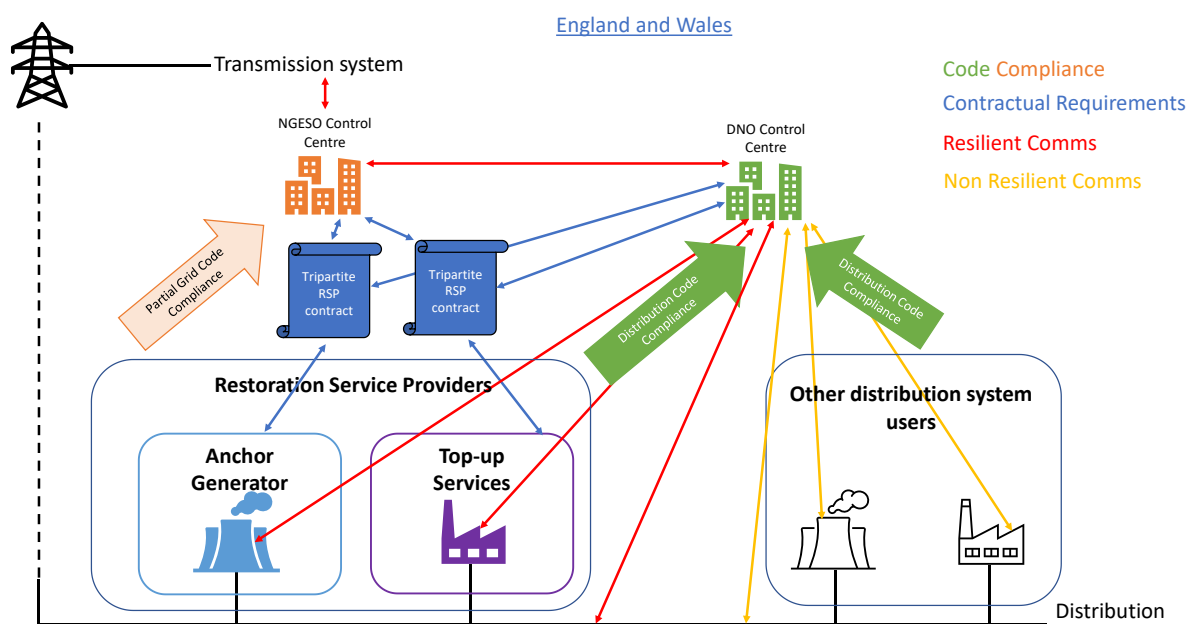 England and Wales
Transmission system
Code Compliance
Contractual Requirements
Resilient Comms
Non Resilient Comms
NGESO Control
Centre
DNO Control
Centre
Partial Grid Code
Compliance
Tripartite
RSP
contract
Tripartite
RSP
contract
Distribution Code
Compliance
Distribution Code
Compliance
Restoration Service Providers
Anchor
Generator
Top-up
Services
Other distribution system
users
Distribution